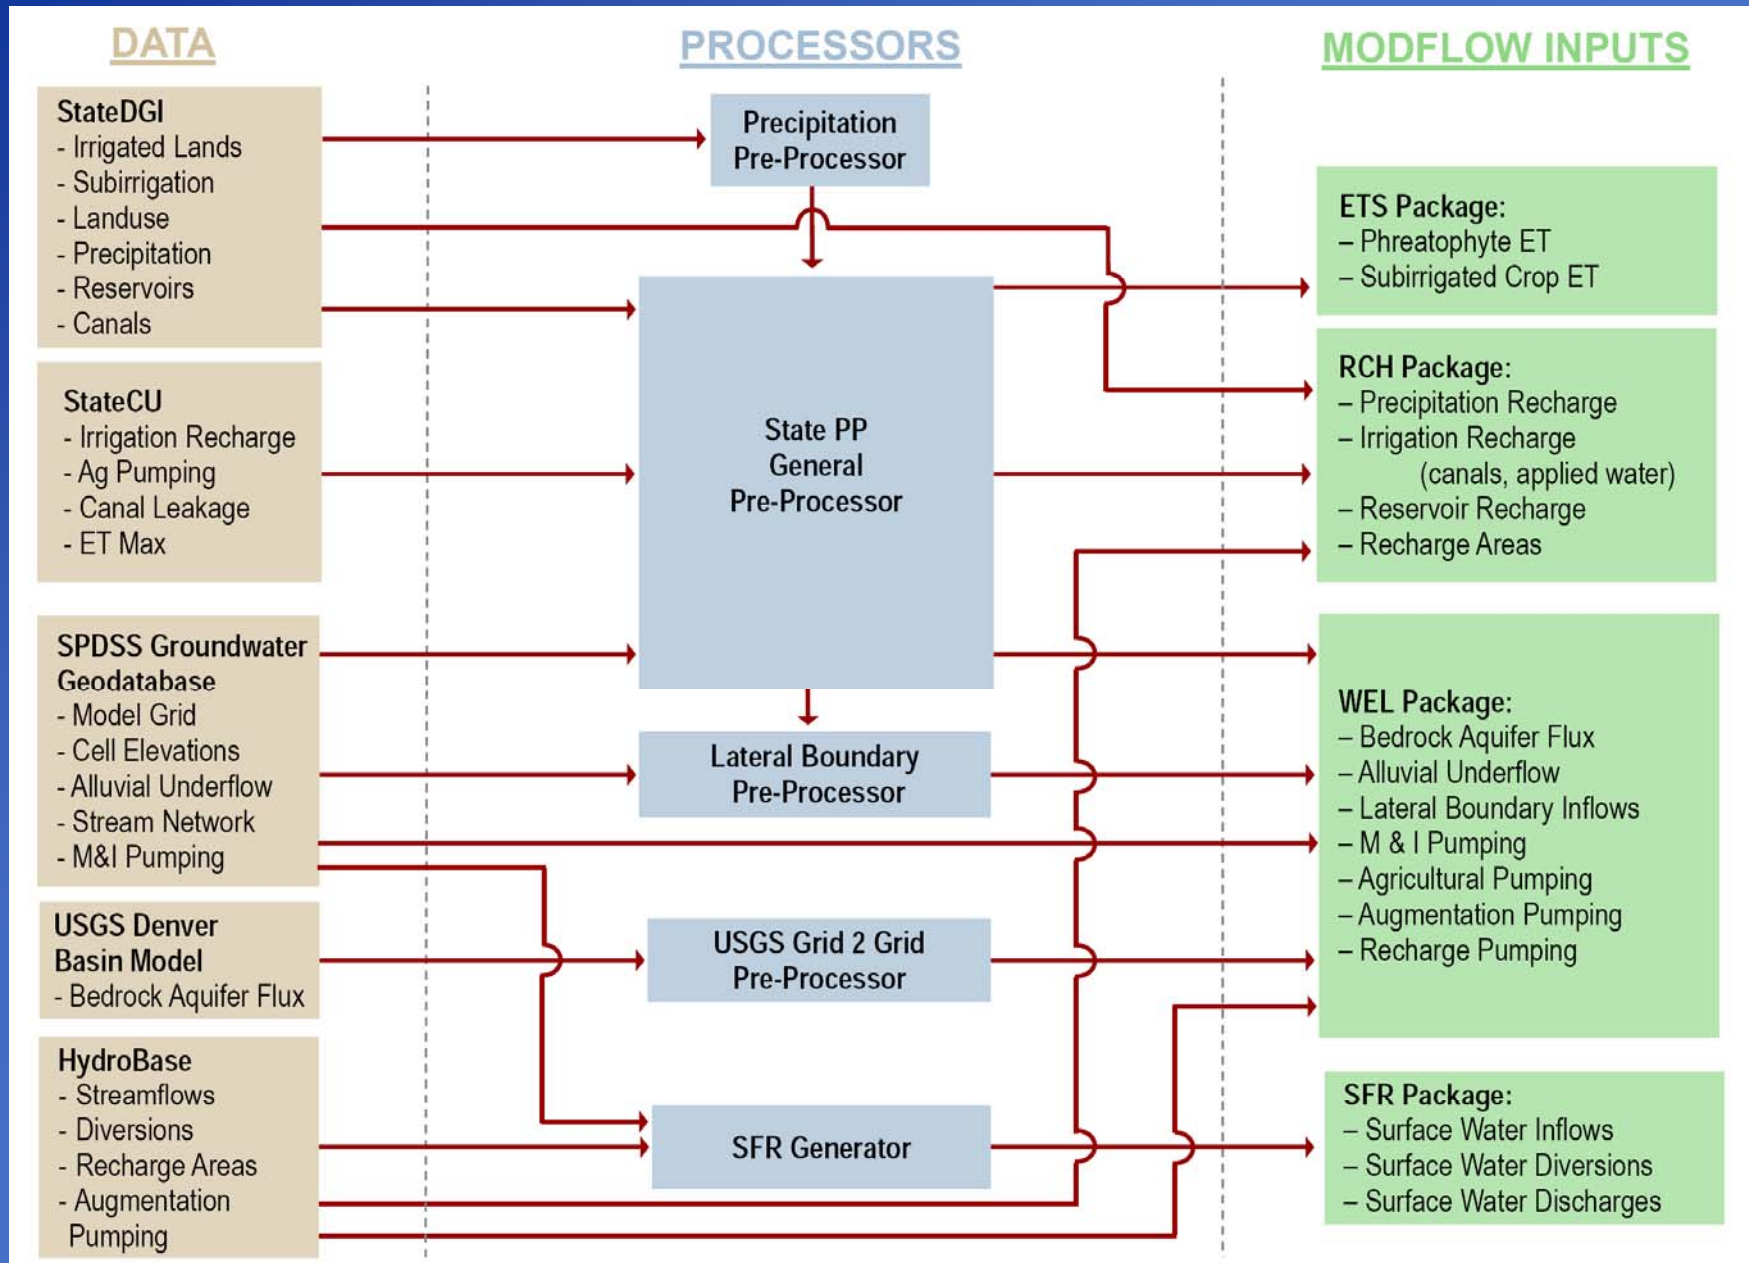 DATA
PROCESSORS
MODFLOW INPUTS
StateDGI
- Irrigated Lands
- Subirrigation
- Landuse
- Precipitation
- Reservoirs
- Canals
StateCU
- Irrigation Recharge
- Ag Pumping
- Canal Leakage
- ET Max
SPDSS Groundwater
Geodatabase
- Model Grid
- Cell Elevations
- Alluvial Underflow
- Stream Network
- M&I Pumping
USGS Denver
Basin Model
- Bedrock Aquifer Flux
HydroBase
- Streamflows
- Diversions
- Recharge Areas
- Augmentation
Pumping
Precipitation
Pre-Processor
State PP
General
Pre-Processor
Lateral Boundary
Pre-Processor
USGS Grid 2 Grid
Pre-Processor
SFR Generator
ETS Package:
– Phreatophyte ET
– Subirrigated Crop ET
RCH Package:
– Precipitation Recharge
– Irrigation Recharge
(canals, applied water)
– Reservoir Recharge
– Recharge Areas
WEL Package:
– Bedrock Aquifer Flux
– Alluvial Underflow
– Lateral Boundary Inflows
– M & I Pumping
– Agricultural Pumping
– Augmentation Pumping
– Recharge Pumping
SFR Package:
– Surface Water Inflows
– Surface Water Diversions
– Surface Water Discharges